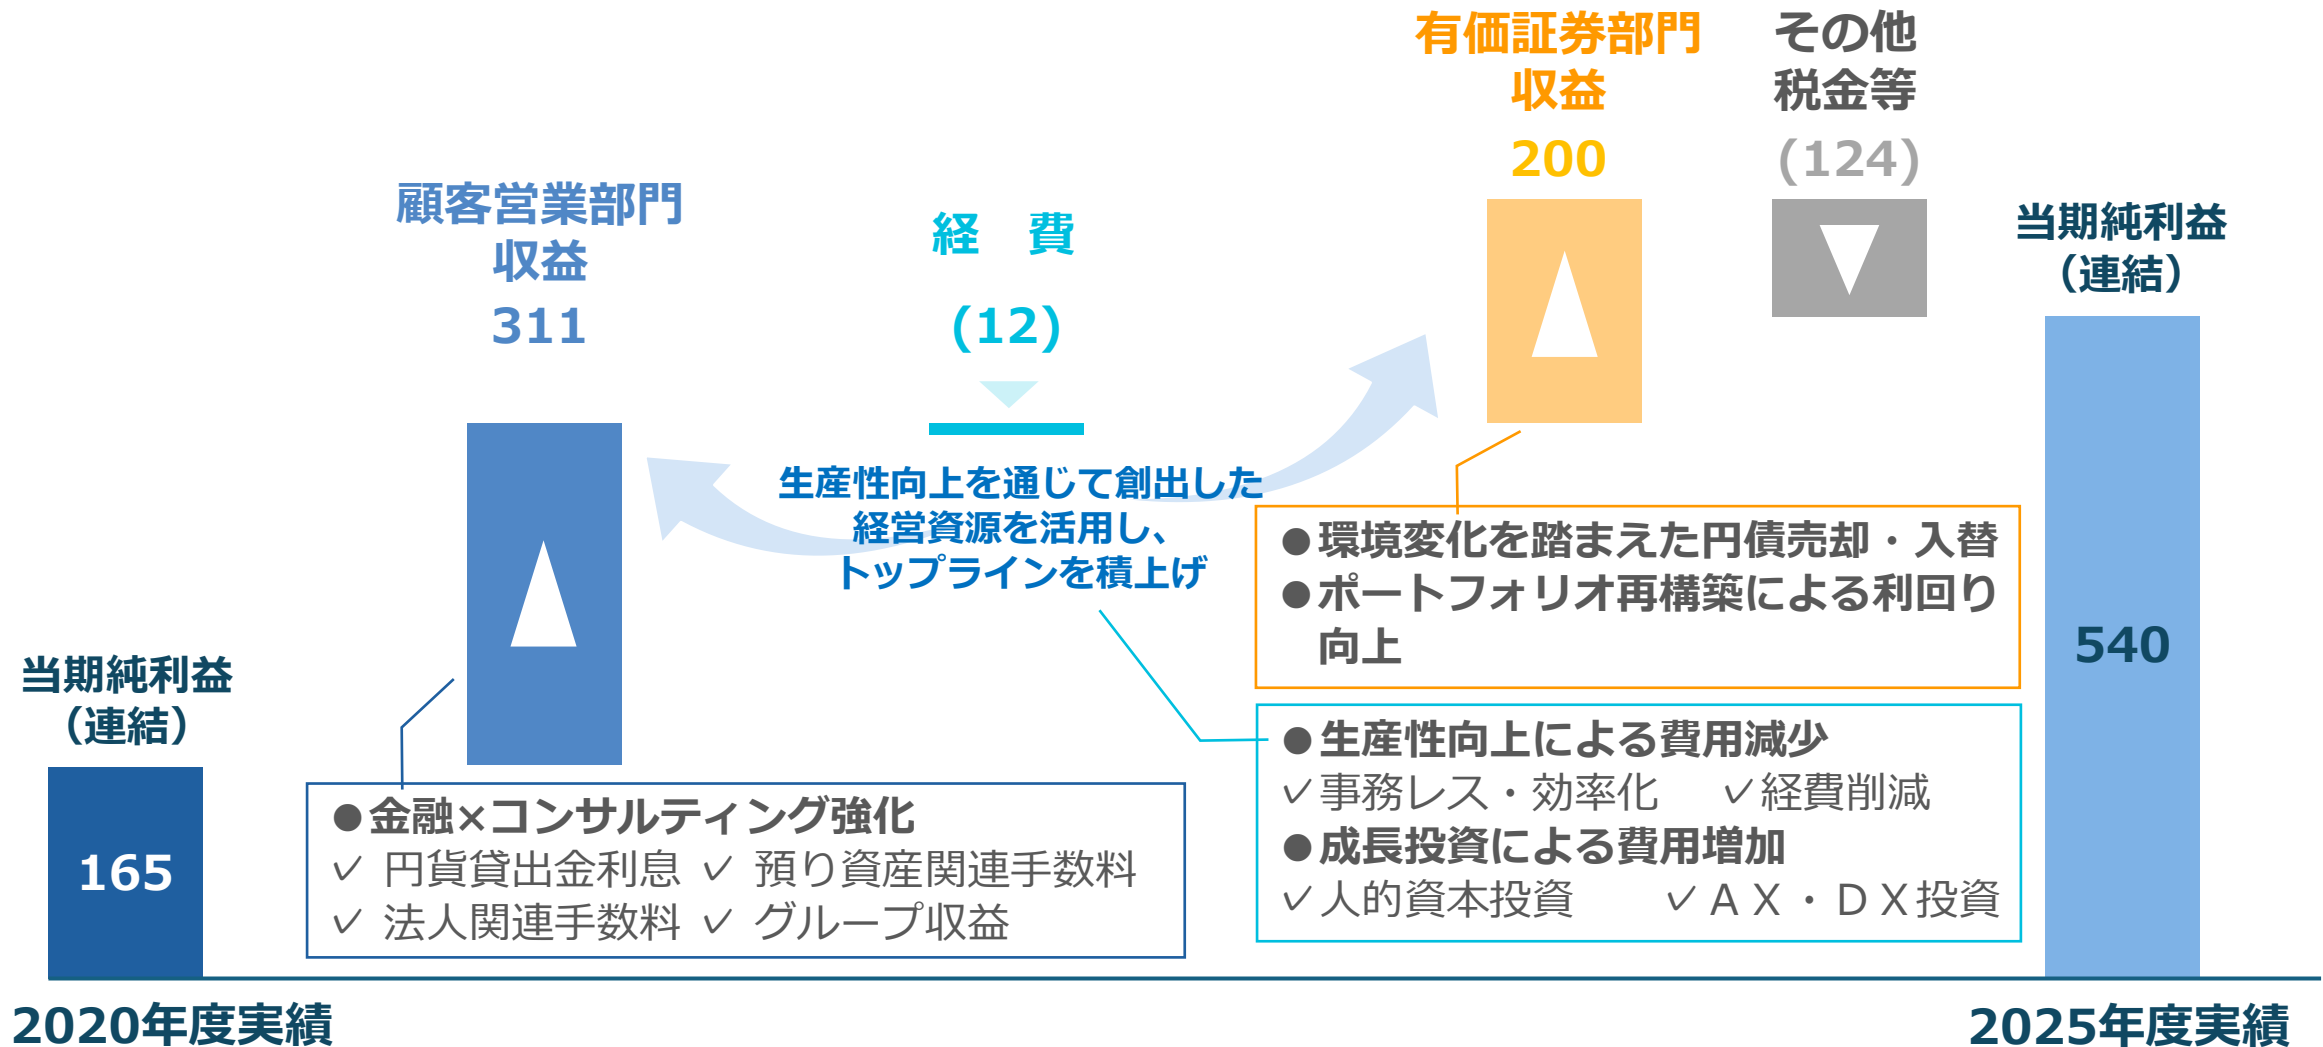 有価証券部門
収益
200
その他
税金等
(124)
顧客営業部門
収益
311
経　費
(12)
当期純利益
（連結）
生産性向上を通じて創出した
経営資源を活用し、
トップラインを積上げ
●環境変化を踏まえた円債売却・入替
●ポートフォリオ再構築による利回り
向上
540
当期純利益
（連結）
165
●生産性向上による費用減少
✓事務レス・効率化　✓経費削減
●成長投資による費用増加
✓人的資本投資　✓ＡＸ・ＤＸ投資
●金融×コンサルティング強化
✓ 円貨貸出金利息 ✓ 預り資産関連手数料
✓ 法人関連手数料 ✓ グループ収益
2020年度実績
2025年度実績